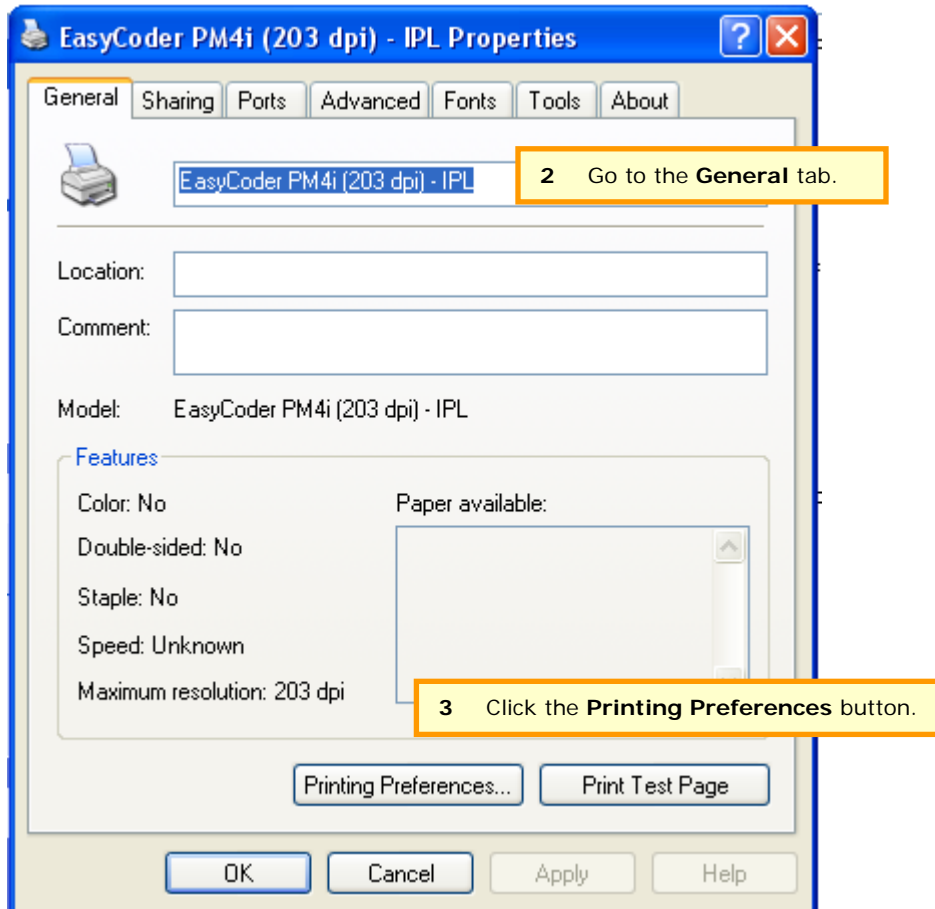 EasyCoder PM4i (203 dpi) - IPL Properties
General Sharing Ports Advanced Fonts Tools About
EasyCoder PM4i (203 dpi) - IPL
2 Go to the General tab.
Location:
Comment:
Model: EasyCoder PM4i (203 dpi) - IPL
Features
Color: No
Paper available:
Double-sided: No
Staple: No
Speed: Unknown
Maximum resolution: 203 dpi
3 Click the Printing Preferences button.
Printing Preferences... Print Test Page
OK Cancel Apply Help